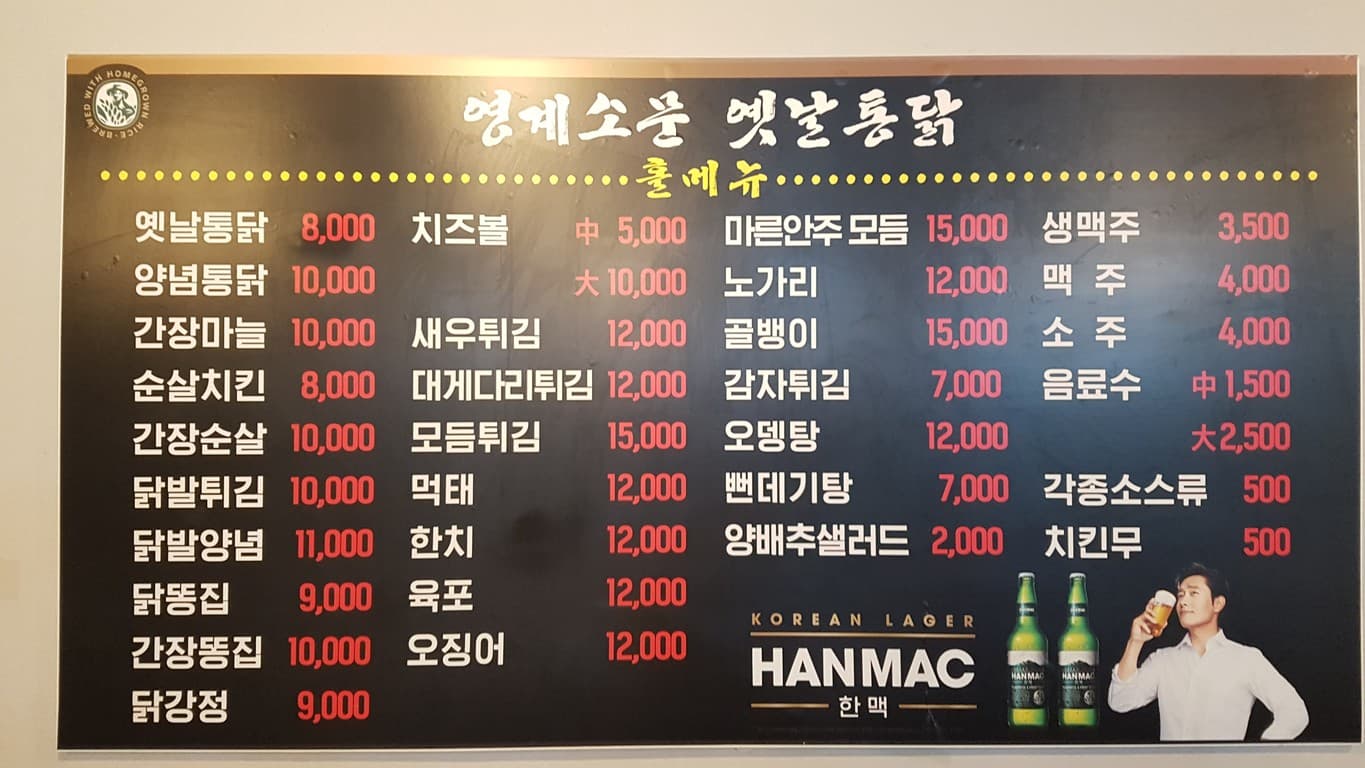 BREWED WITH HOMEGROWN RICE
영계소문 옛날통닭
홀메뉴
옛날통닭 8,000
양념통닭 10,000
간장마늘 10,000
순살치킨 8,000
간장순살 10,000
닭발튀김 10,000
닭발양념 11,000
닭똥집 9,000
간장똥집 10,000
닭강정 9,000
치즈볼 中 5,000
大 10,000
새우튀김 12,000
대게다리튀김 12,000
모듬튀김 15,000
먹태 12,000
한치 12,000
육포 12,000
오징어 12,000
마른안주 모듬 15,000
노가리 12,000
골뱅이 15,000
감자튀김 7,000
오뎅탕 12,000
뻔데기탕 7,000
양배추샐러드 2,000
생맥주 3,500
맥 주 4,000
소 주 4,000
음료수 中 1,500
大 2,500
각종소스류 500
치킨무 500
KOREAN LAGER
HANMAC
한맥
HANMAC
한맥
HANMAC
한맥